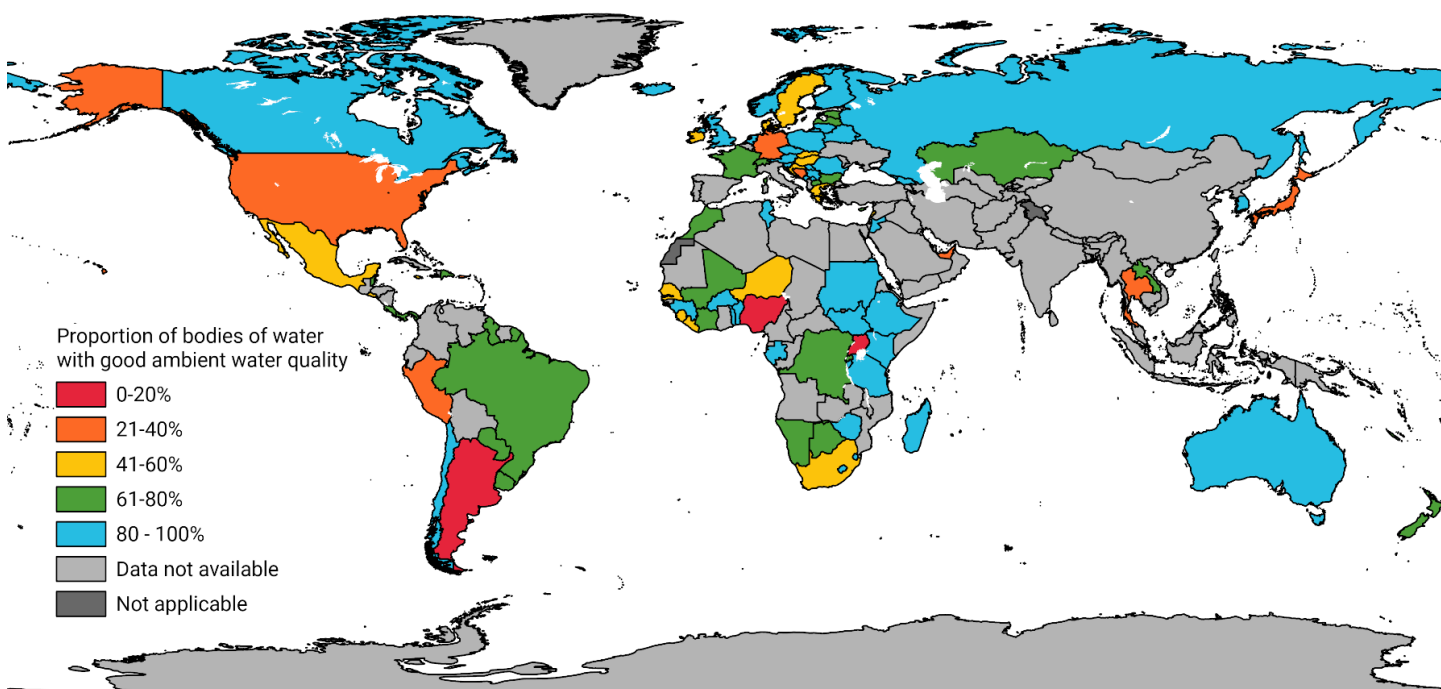 Proportion of bodies of water
with good ambient water quality
0-20%
21-40%
41-60%
61-80%
80 - 100%
Data not available
Not applicable